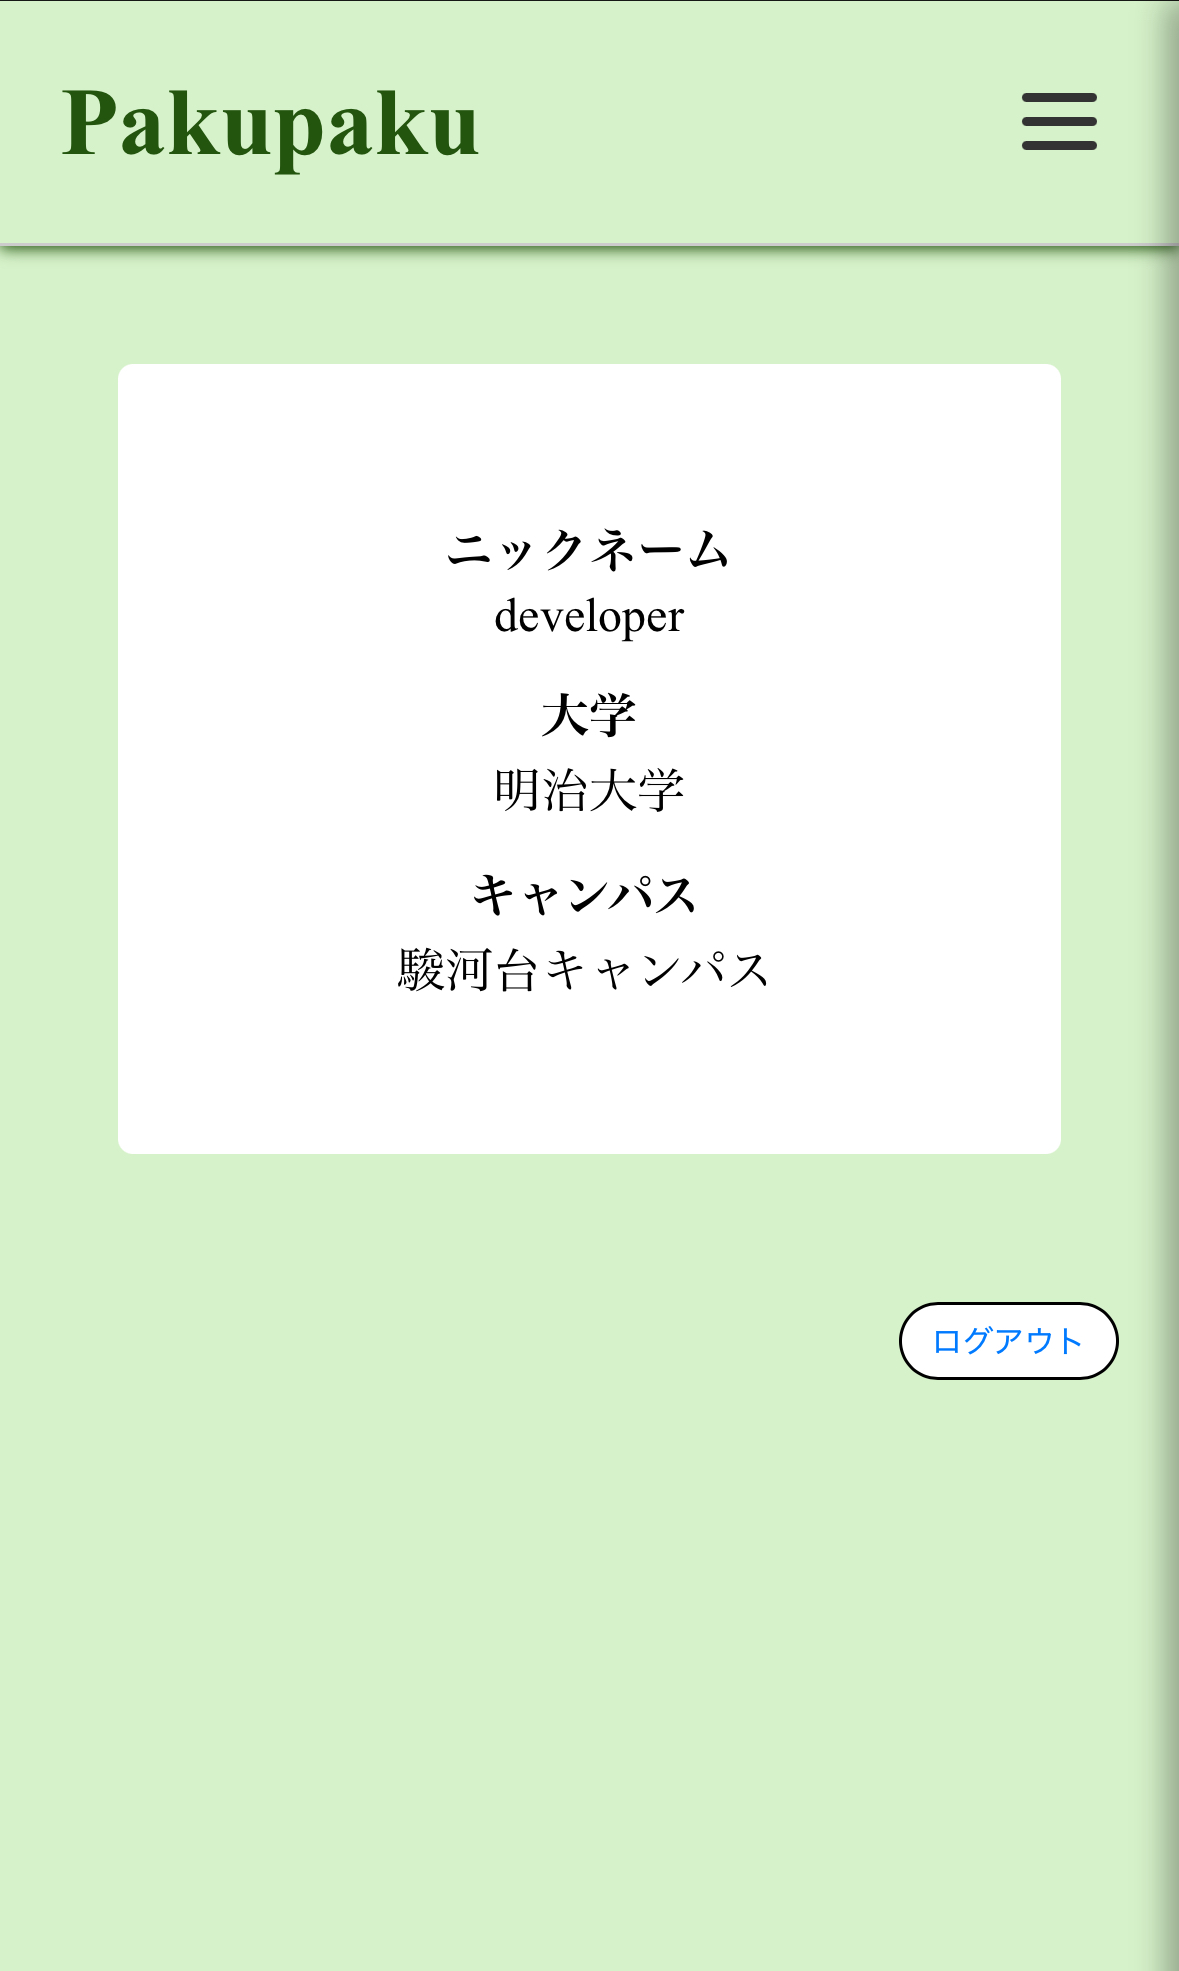 Pakupaku
ニックネーム
developer
大学
明治大学
キャンパス
駿河台キャンパス
ログアウト